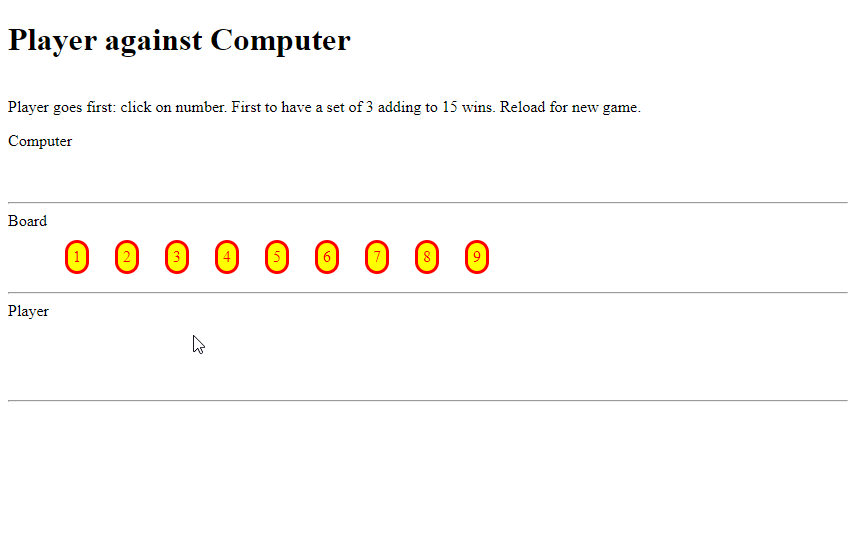 Player against Computer
Player goes first: click on number. First to have a set of 3 adding to 15 wins. Reload for new game.
Computer
Board
1 2 3 4 5 6 7 8 9
Player